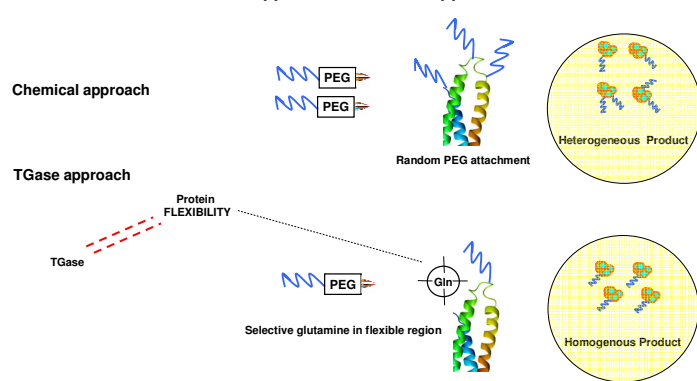 Chemical approach
PEG
PEG
Random PEG attachment
Heterogeneous Product
TGase approach
Protein
FLEXIBILITY
TGase
PEG
Gln
Selective glutamine in flexible region
Homogenous Product